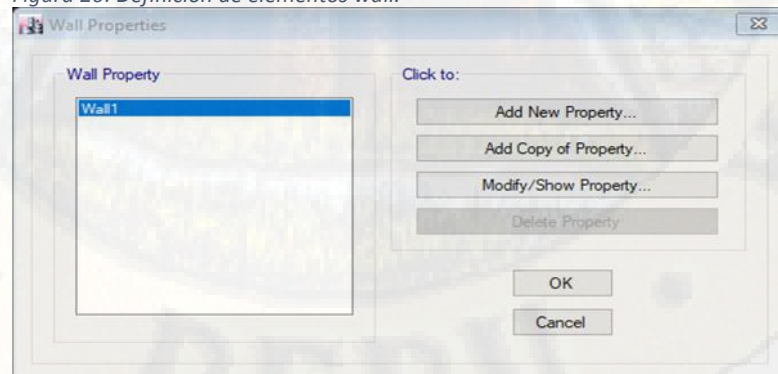 Figura 28: Definición de elementos wall.
Wall Properties
Wall Property
Wall1
Click to:
Add New Property...
Add Copy of Property...
Modify/Show Property...
Delete Property
OK
Cancel
PERU